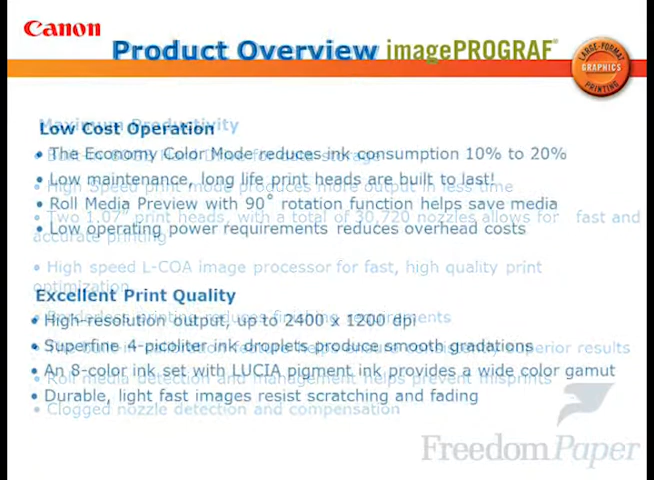 Canon
Product Overview imagePROGRAF
LARGE-FORMAT
GRAPHICS
PRINTING
Maximum Productivity
Low Cost Operation
• The Economy Color Mode reduces ink consumption 10% to 20%
• Low maintenance, long life print heads are built to last!
• High Speed print mode produces more output in less time
• Roll Media Preview with 90˚ rotation function helps save media
• Two 1.07" print heads, with a total of 30,720 nozzles allows for fast and
accurate printing
• Low operating power requirements reduces overhead costs
• High speed L-COA image processor for fast, high quality print
optimization
Excellent Print Quality
printing reduces finishing requirements
• High-resolution output, up to 2400 x 1200 dpi
• Superfine 4-picoliter ink droplets produce smooth gradations
superior results
• An 8-color ink set with LUCIA pigment ink provides a wide color gamut
• Roll media detection and management helps prevent misprints
• Durable, light fast images resist scratching and fading
• Clogged nozzle detection and compensation
FreedomPaper